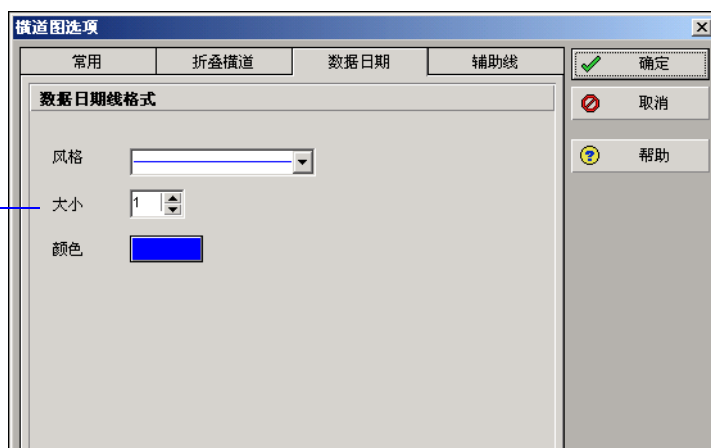 横道图选项
常用
折叠横道
数据日期
辅助线
确定
数据日期线格式
取消
风格
帮助
大小
1
颜色